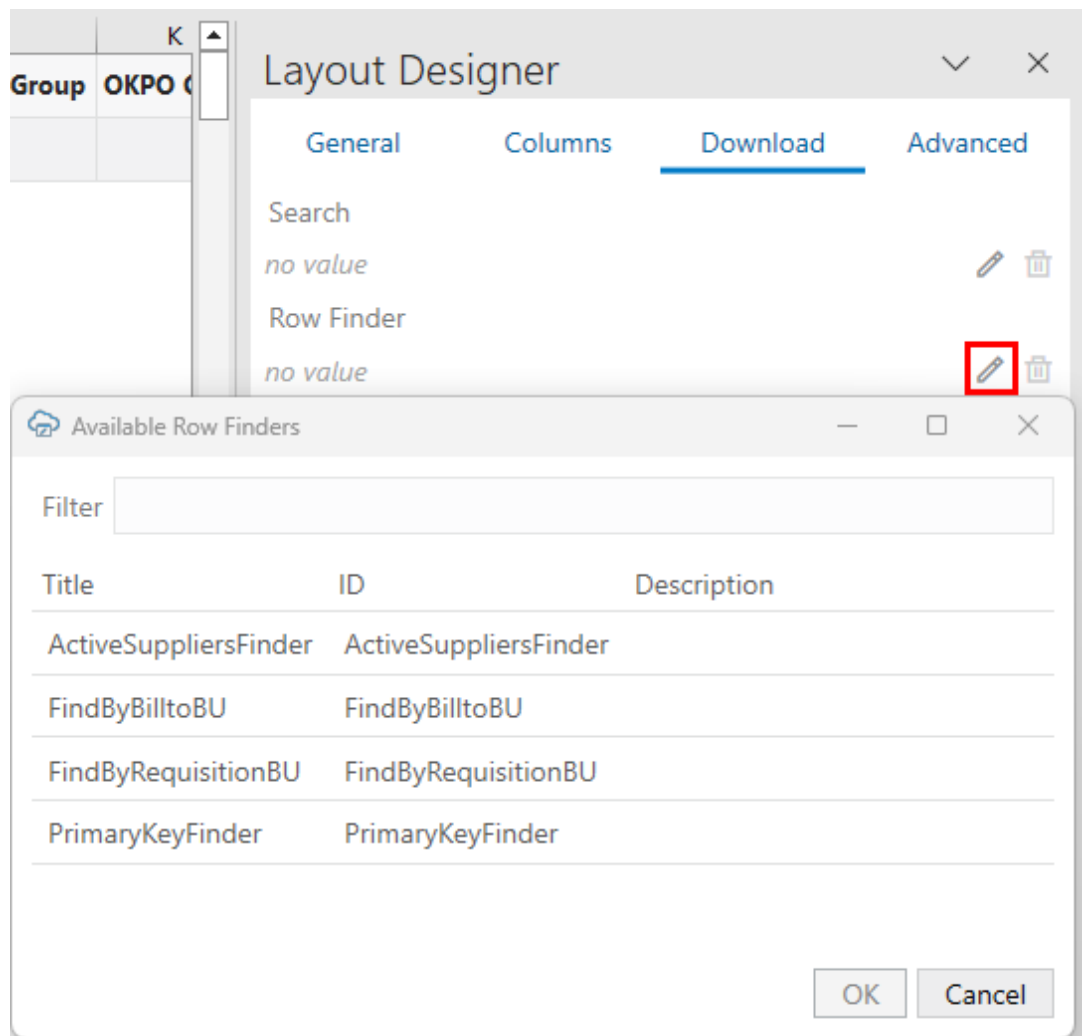 K
Group OKPO
Layout Designer
General Columns Download Advanced
Search
no value
Row Finder
no value
Available Row Finders
Filter
Title ID Description
ActiveSuppliersFinder ActiveSuppliersFinder
FindByBilltoBU FindByBilltoBU
FindByRequisitionBU FindByRequisitionBU
PrimaryKeyFinder PrimaryKeyFinder
OK Cancel